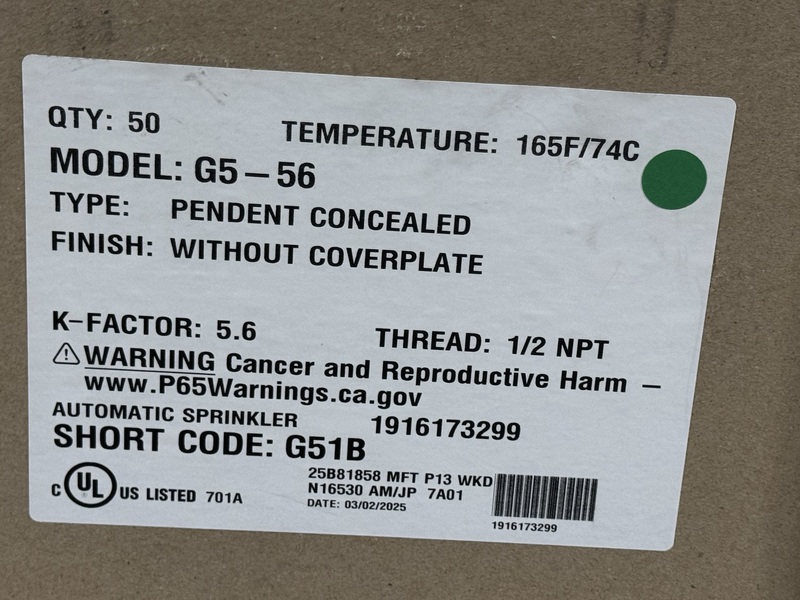 QTY: 50 TEMPERATURE: 165F/74C
MODEL: G5-56
TYPE: PENDENT CONCEALED
FINISH: WITHOUT COVERPLATE
K-FACTOR: 5.6 THREAD: 1/2 NPT
WARNING Cancer and Reproductive Harm -
www.P65Warnings.ca.gov
AUTOMATIC SPRINKLER 1916173299
SHORT CODE: G51B
C UL US LISTED 701A
25B81858 MFT P13 WKD
N16530 AM/JP 7A01
DATE: 03/02/2025
1916173299